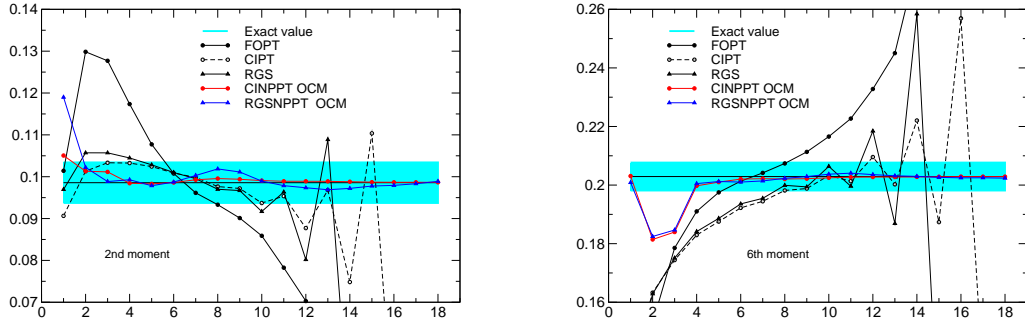 0.14
0.13
0.12
0.11
0.1
0.09
0.08
0.07
0 2 4 6 8 10 12 14 16 18
Exact value
FOPT
CIPT
RGS
CINPPT OCM
RGSNPPT OCM
2nd moment
0.26
0.24
0.22
0.2
0.18
0.16
0 2 4 6 8 10 12 14 16 18
Exact value
FOPT
CIPT
RGS
CINPPT OCM
RGSNPPT OCM
6th moment